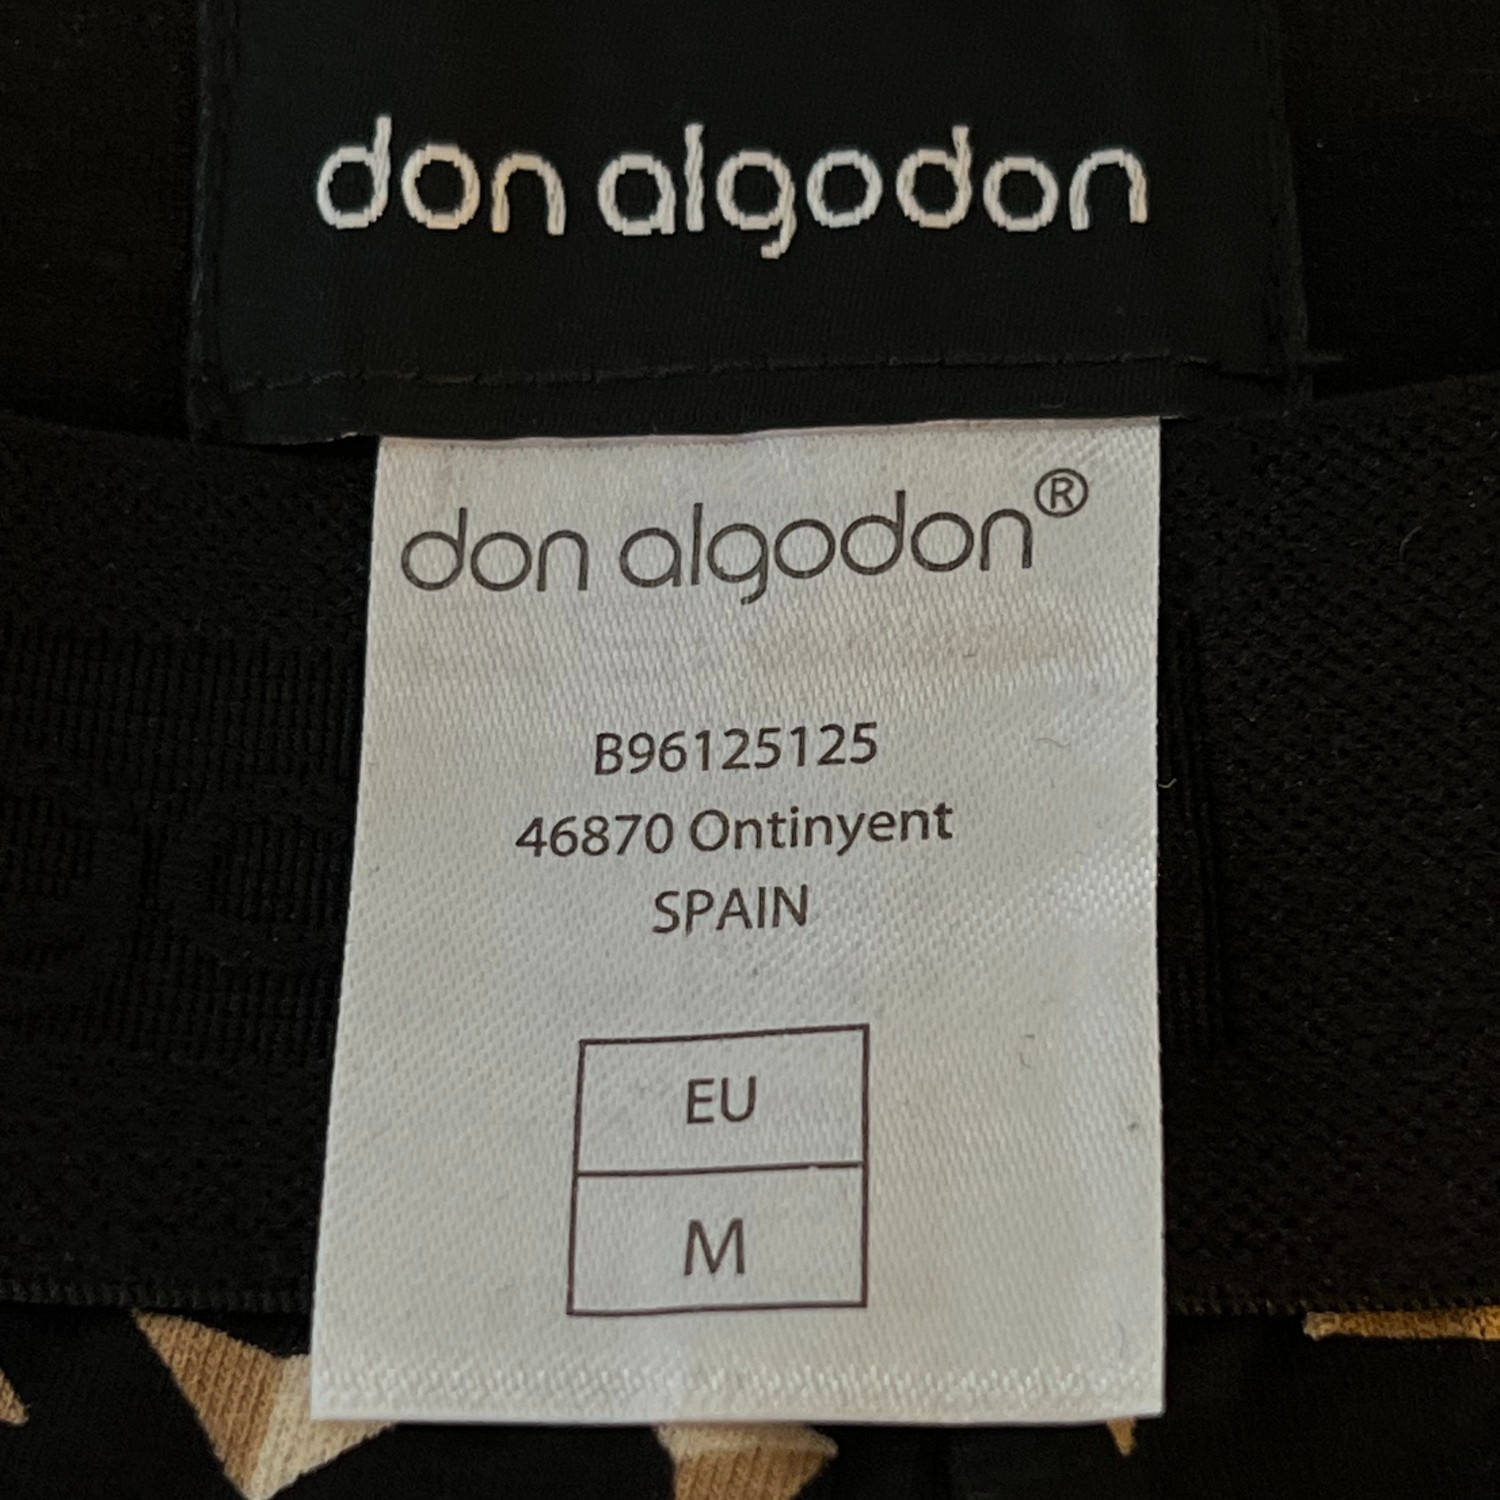 don algodon
don algodon®
B96125125
46870 Ontinyent
SPAIN
EU
M